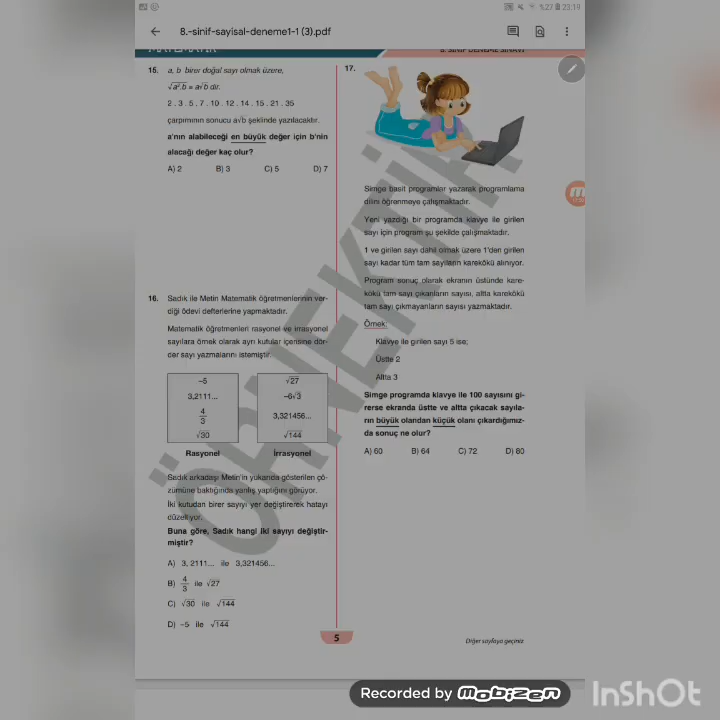 %27 23:19
8.-sinif-sayisal-deneme1-1 (3).pdf
MATEMATİK
8. SINIF DENEME SINAVI
15. a, b birer doğal sayı olmak üzere,
√a².b = a√b dir.
2 . 3 . 5 . 7 . 10 . 12 . 14 . 15 . 21 . 35
çarpımının sonucu a√b şeklinde yazılacaktır.
a'nın alabileceği en büyük değer için b'nin
alacağı değer kaç olur?
A) 2 B) 3 C) 5 D) 7
16. Sadık ile Metin Matematik öğretmenlerinin ver-
diği ödevi defterlerine yapmaktadır.
Matematik öğretmenleri rasyonel ve irrasyonel
sayılara örnek olarak ayrı kutular içerisine dör-
der sayı yazmalarını istemiştir.
–5
3,2111...
4/3
√30
Rasyonel
√27
–6√3
3,321456...
√144
İrrasyonel
Sadık arkadaşı Metin'in yukarıda gösterilen çö-
zümüne baktığında yanlış yaptığını görüyor.
İki kutudan birer sayıyı yer değiştirerek hatayı
düzeltiyor.
Buna göre, Sadık hangi iki sayıyı değiştir-
miştir?
A) 3, 2111... ile 3,321456...
B) 4/3 ile √27
C) √30 ile √144
D) –5 ile √144
17.
Simge basit programlar yazarak programlama
dilini öğrenmeye çalışmaktadır.
Yeni yazdığı bir programda klavye ile girilen
sayı için program şu şekilde çalışmaktadır.
1 ve girilen sayı dahil olmak üzere 1'den girilen
sayı kadar tüm tam sayıların karekökü alınıyor.
Program sonuç olarak ekranın üstünde kare-
kökü tam sayı çıkanların sayısı, altta karekökü
tam sayı çıkmayanların sayısı yazmaktadır.
Örnek:
Klavye ile girilen sayı 5 ise;
Üstte 2
Altta 3
Simge programda klavye ile 100 sayısını gi-
rerse ekranda üstte ve altta çıkacak sayıla-
rın büyük olandan küçük olanı çıkardığımız-
da sonuç ne olur?
A) 60 B) 64 C) 72 D) 80
ÖRNEKTİR
5
Diğer sayfaya geçiniz
Recorded by mobizen
InShOt